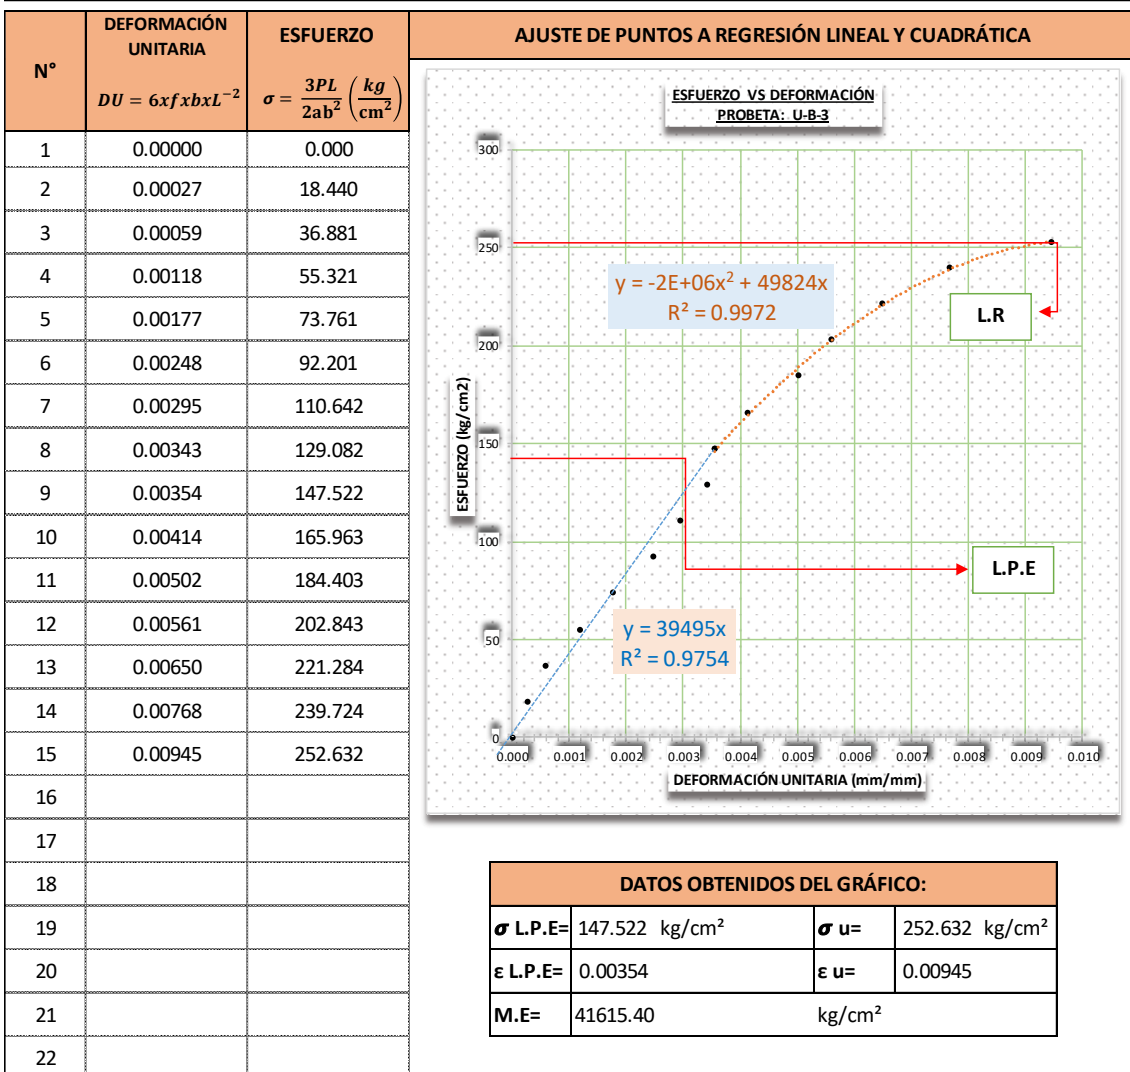 N° DEFORMACIÓN UNITARIA ESFUERZO AJUSTE DE PUNTOS A REGRESIÓN LINEAL Y CUADRÁTICA
DU = 6xfxbxL⁻² σ = 3PL/2ab² (kg/cm²)
1 0.00000 0.000
2 0.00027 18.440
3 0.00059 36.881
4 0.00118 55.321
5 0.00177 73.761
6 0.00248 92.201
7 0.00295 110.642
8 0.00343 129.082
9 0.00354 147.522
10 0.00414 165.963
11 0.00502 184.403
12 0.00561 202.843
13 0.00650 221.284
14 0.00768 239.724
15 0.00945 252.632
16
17
18
19
20
21
22
ESFUERZO VS DEFORMACIÓN
PROBETA: U-B-3
300
250
200
150
100
50
0
ESFUERZO (kg/cm2)
y = -2E+06x² + 49824x
R² = 0.9972
L.R
L.P.E
y = 39495x
R² = 0.9754
0.000 0.001 0.002 0.003 0.004 0.005 0.006 0.007 0.008 0.009 0.010
DEFORMACIÓN UNITARIA (mm/mm)
DATOS OBTENIDOS DEL GRÁFICO:
σ L.P.E= 147.522 kg/cm² σ u= 252.632 kg/cm²
ε L.P.E= 0.00354 ε u= 0.00945
M.E= 41615.40 kg/cm²